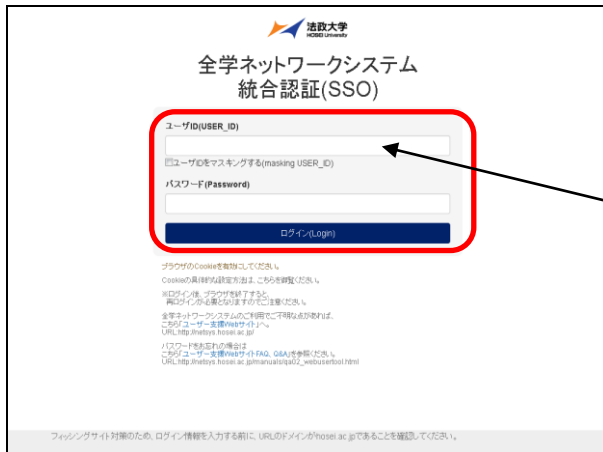 法政大学
HOSEI University
全学ネットワークシステム
統合認証(SSO)
ユーザID(USER_ID)
ユーザIDをマスキングする(masking USER_ID)
パスワード(Password)
ログイン(Login)
ブラウザのCookieを有効にしてください。
Cookieの具体的な設定方法は、こちらを御覧ください。
※ログイン後、ブラウザを終了すると、
再ログインが必要となりますのでご注意ください。
全学ネットワークシステムのご利用でご不明な点があれば、
こちら「ユーザー支援Webサイト」へ。
URL:http://netsys.hosei.ac.jp/
パスワードをお忘れの場合は
こちら「ユーザー支援Webサイト FAQ、Q&A」を参照ください。
URL:http://netsys.hosei.ac.jp/manuals/qa02_webusertool.html
フィッシングサイト対策のため、ログイン情報を入力する前に、URLのドメインがhosei.ac.jpであることを確認してください。